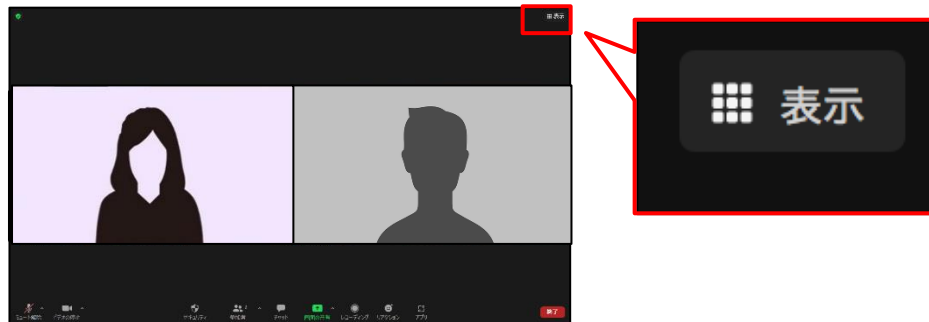 表示
表示
ミュート解除
ビデオの停止
セキュリティ
参加者
チャット
画面の共有
レコーディング
リアクション
アプリ
終了